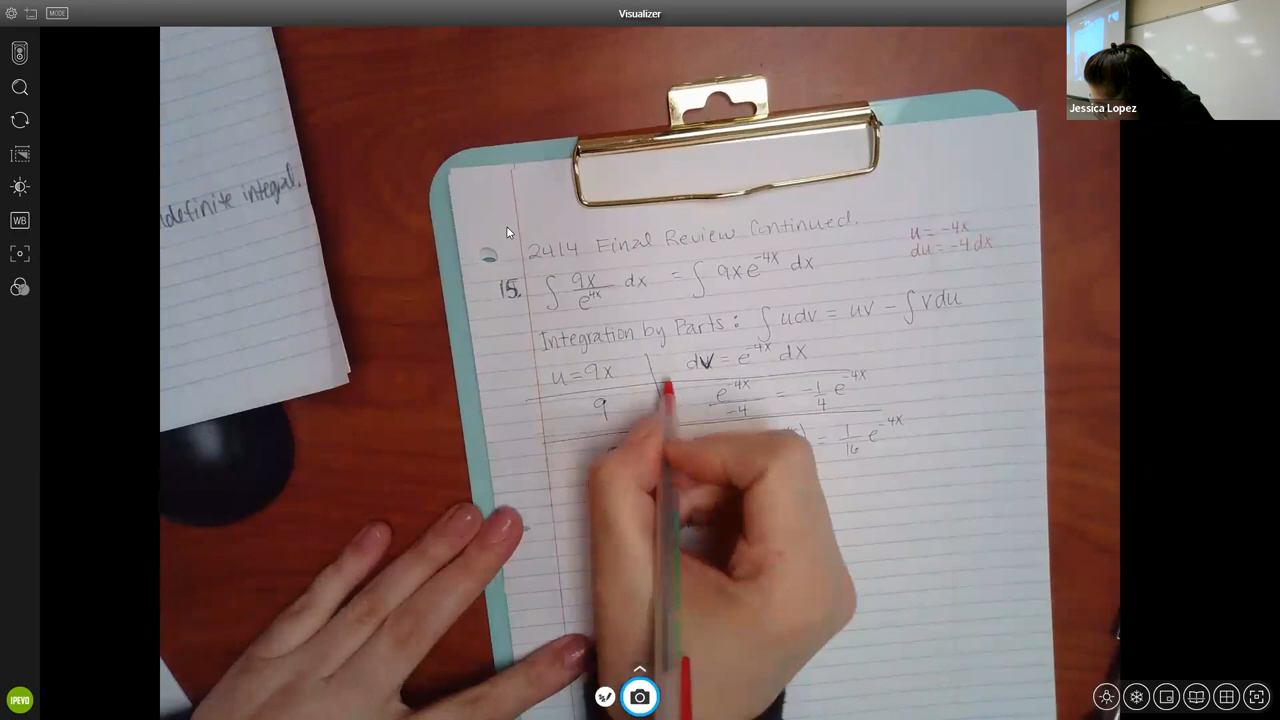 MODE
Visualizer
Jessica Lopez
WB
definite integral.
2414 Final Review Continued.
u = -4x
du = -4 dx
15. ∫ 9x/e^4x dx = ∫ 9x e^-4x dx
Integration by Parts : ∫ u dv = uv - ∫ v du
u = 9x | dv = e^-4x dx
9 e^-4x/-4 = -1/4 e^-4x
= 1/16 e^-4x
IPEVO